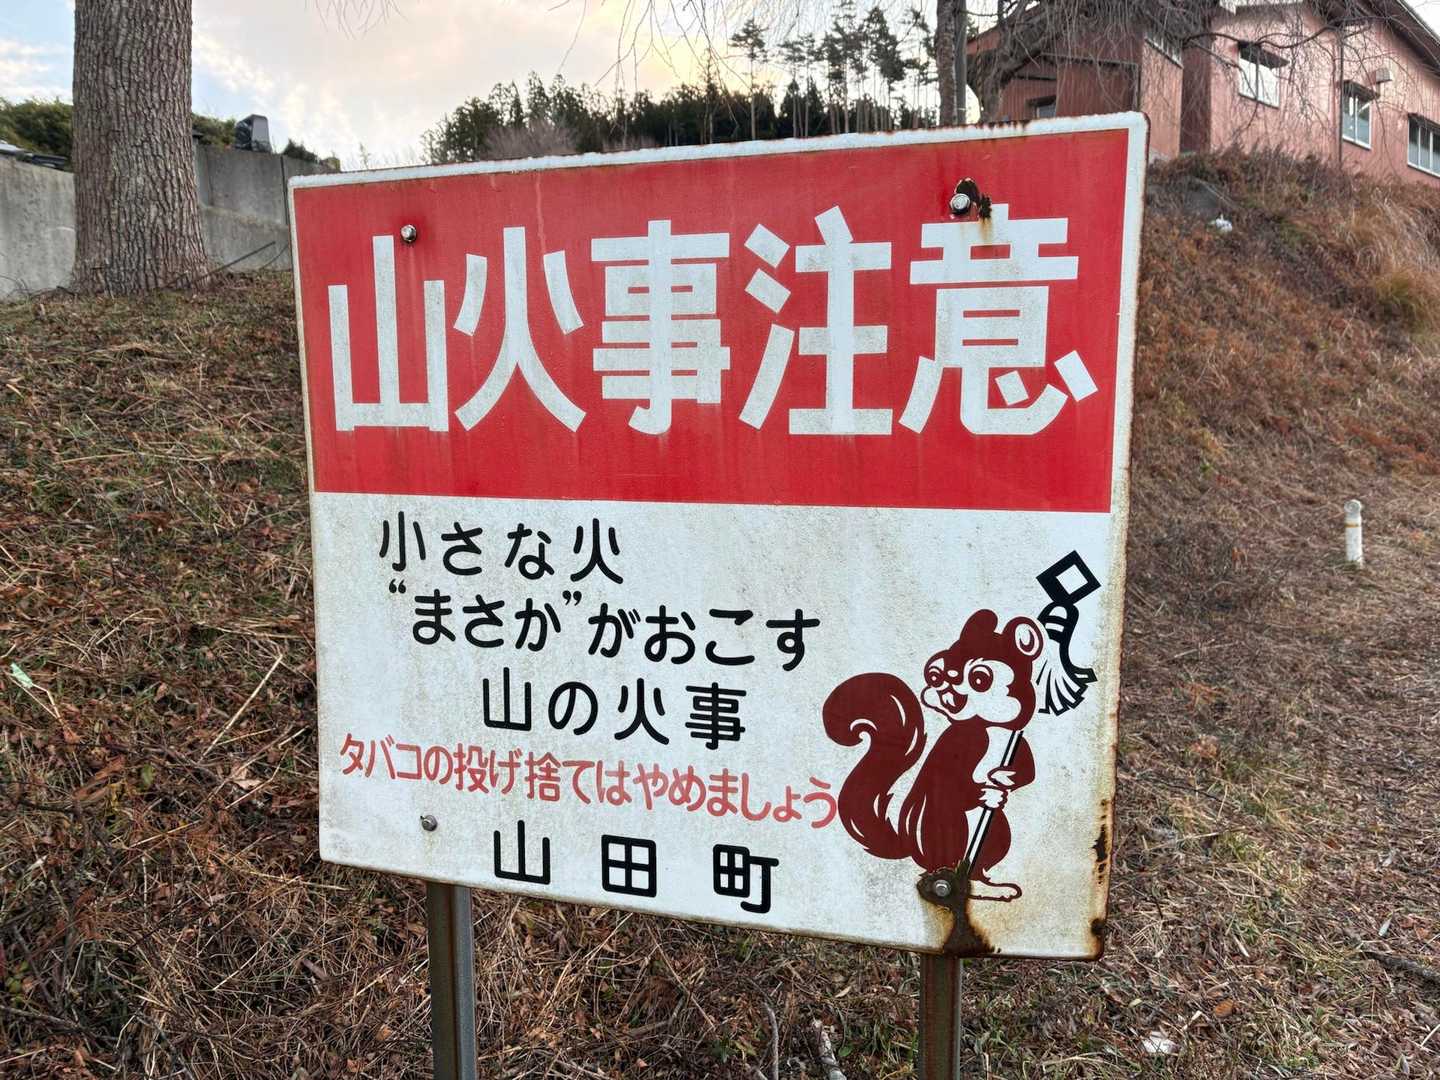 山火事注意
小さな火
“まさか”がおこす
山の火事
タバコの投げ捨てはやめましょう
山田町